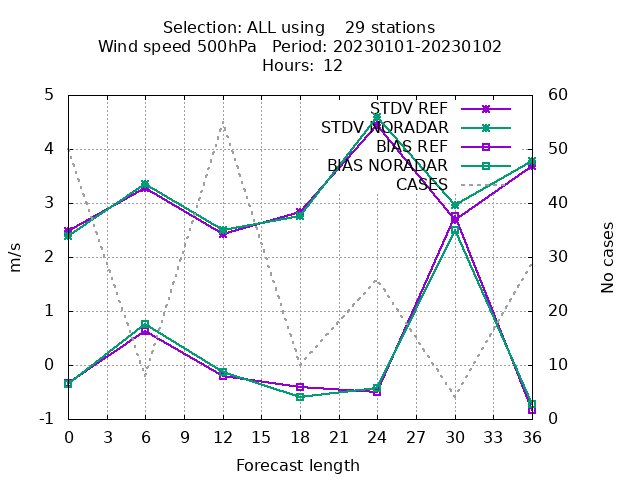 Selection: ALL using 29 stations
Wind speed 500hPa Period: 20230101-20230102
Hours: 12
5 60
STDV REF
STDV NORADAR
4 50
BIAS REF
BIAS NORADAR
CASES
3 40
m/s
No cases
2 30
1 20
0 10
-1 0
0 3 6 9 12 15 18 21 24 27 30 33 36
Forecast length